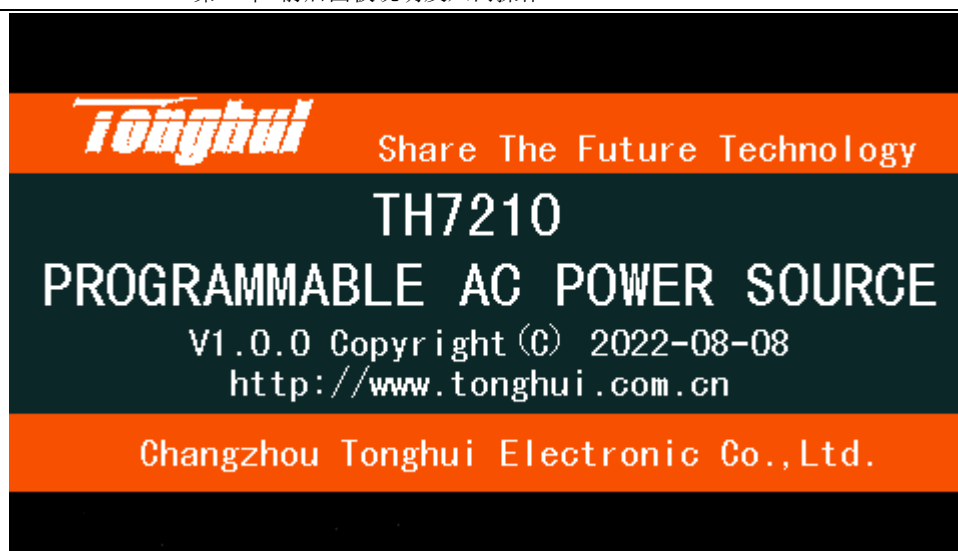 Tonghui
Share The Future Technology
TH7210
PROGRAMMABLE AC POWER SOURCE
V1.0.0 Copyright(C) 2022-08-08
http://www.tonghui.com.cn
Changzhou Tonghui Electronic Co.,Ltd.